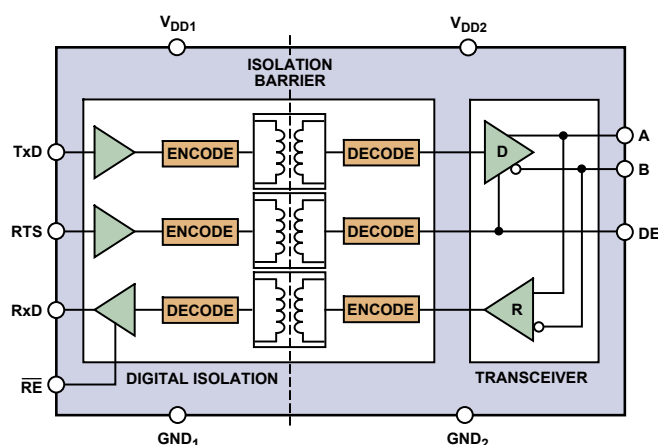 VDD1
VDD2
ISOLATION
BARRIER
TxD
ENCODE
DECODE
D
A
B
RTS
ENCODE
DECODE
DE
RxD
DECODE
ENCODE
R
RE
DIGITAL ISOLATION
TRANSCEIVER
GND1
GND2